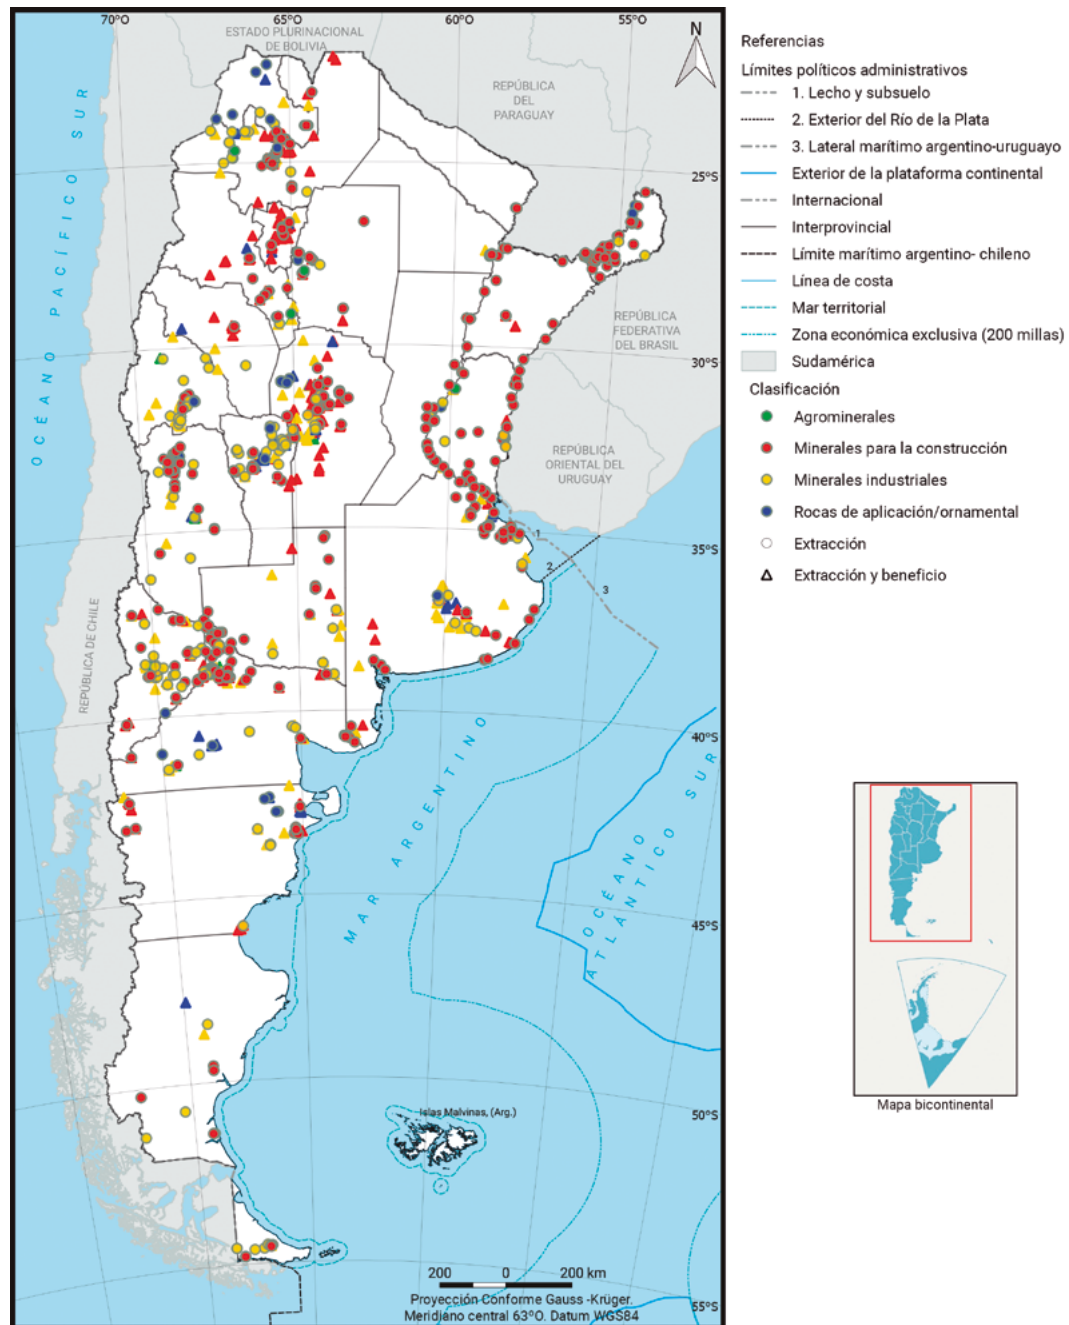 70°O
65°O
60°O
55°O
ESTADO PLURINACIONAL
DE BOLIVIA
N
REPÚBLICA
DEL
PARAGUAY
25°S
OCÉANO PACÍFICO SUR
REPÚBLICA
FEDERATIVA
DEL BRASIL
30°S
REPÚBLICA
ORIENTAL DEL
URUGUAY
1
35°S
2
3
REPÚBLICA DE CHILE
40°S
MAR ARGENTINO
OCÉANO
ATLÁNTICO SUR
45°S
50°S
Islas Malvinas, (Arg.)
200 0 200 km
Proyección Conforme Gauss -Krüger.
Meridiano central 63°O. Datum WGS84
55°S
Referencias
Límites políticos administrativos
1. Lecho y subsuelo
2. Exterior del Río de la Plata
3. Lateral marítimo argentino-uruguayo
Exterior de la plataforma continental
Internacional
Interprovincial
Límite marítimo argentino- chileno
Línea de costa
Mar territorial
Zona económica exclusiva (200 millas)
Sudamérica
Clasificación
Agrominerales
Minerales para la construcción
Minerales industriales
Rocas de aplicación/ornamental
Extracción
Extracción y beneficio
Mapa bicontinental